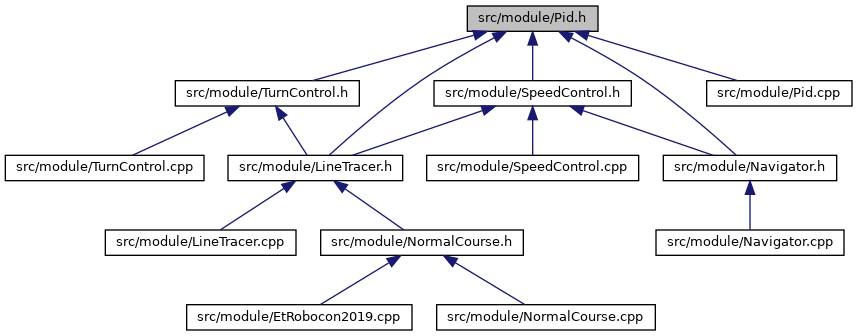 src/module/Pid.h
src/module/TurnControl.h
src/module/SpeedControl.h
src/module/Pid.cpp
src/module/TurnControl.cpp
src/module/LineTracer.h
src/module/SpeedControl.cpp
src/module/Navigator.h
src/module/LineTracer.cpp
src/module/NormalCourse.h
src/module/Navigator.cpp
src/module/EtRobocon2019.cpp
src/module/NormalCourse.cpp